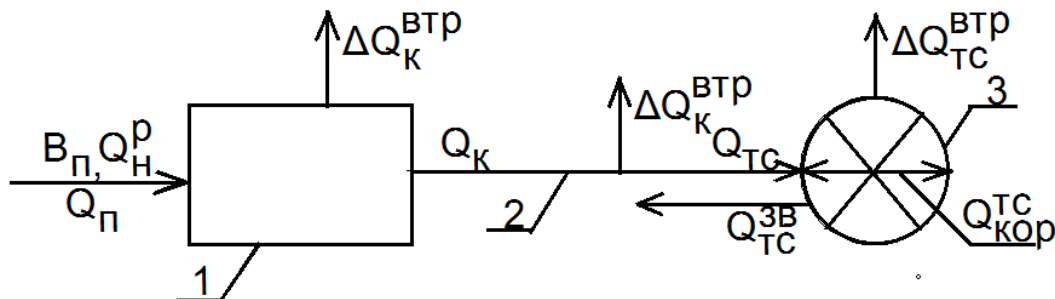 ΔQ_к^втр
ΔQ_тс^втр
3
В_п, Q_н^р
Q_п
Q_к
ΔQ_к^втр
Q_тс
2
Q_тс^зв
Q_кор^тс
1